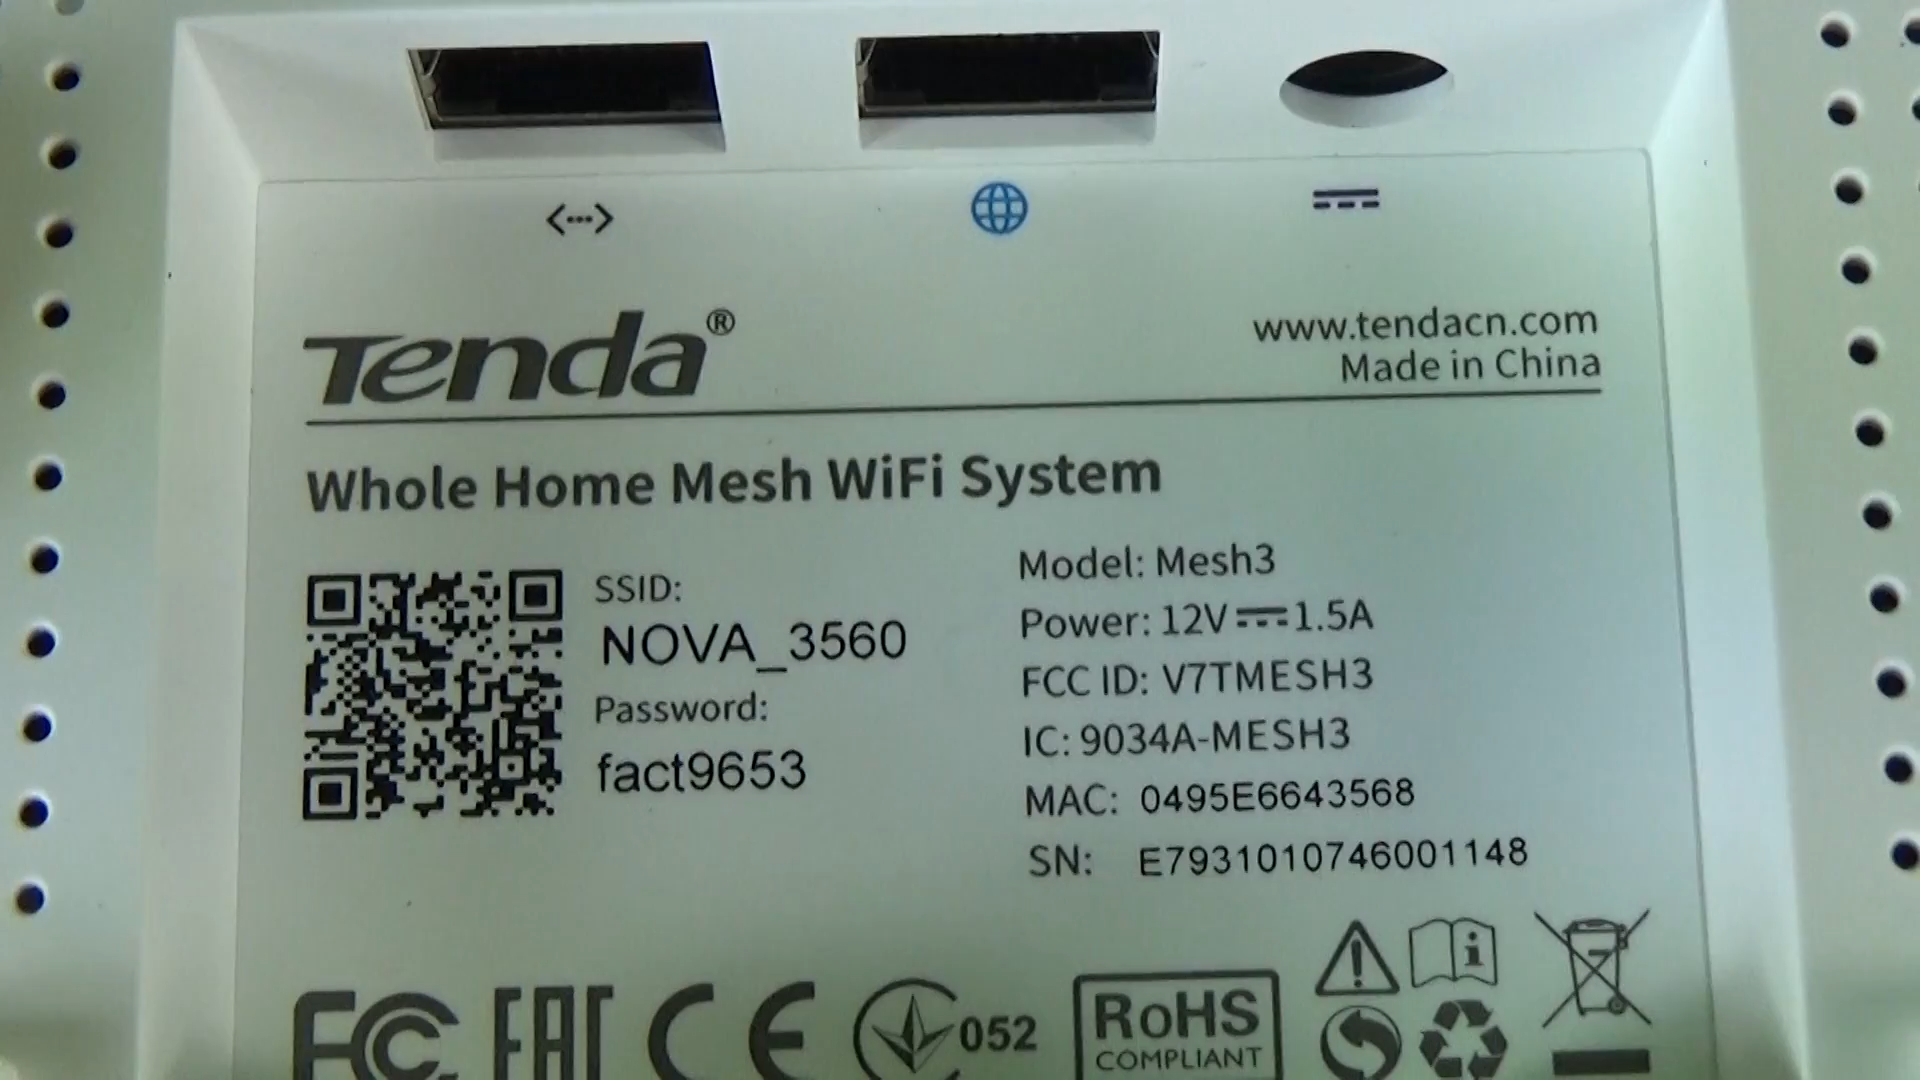 Tenda®
www.tendacn.com
Made in China
Whole Home Mesh WiFi System
SSID:
NOVA_3560
Password:
fact9653
Model: Mesh3
Power: 12V⎓1.5A
FCC ID: V7TMESH3
IC: 9034A-MESH3
MAC: 0495E6643568
SN: E7931010746001148
FC EAC CE 052 RoHS
COMPLIANT